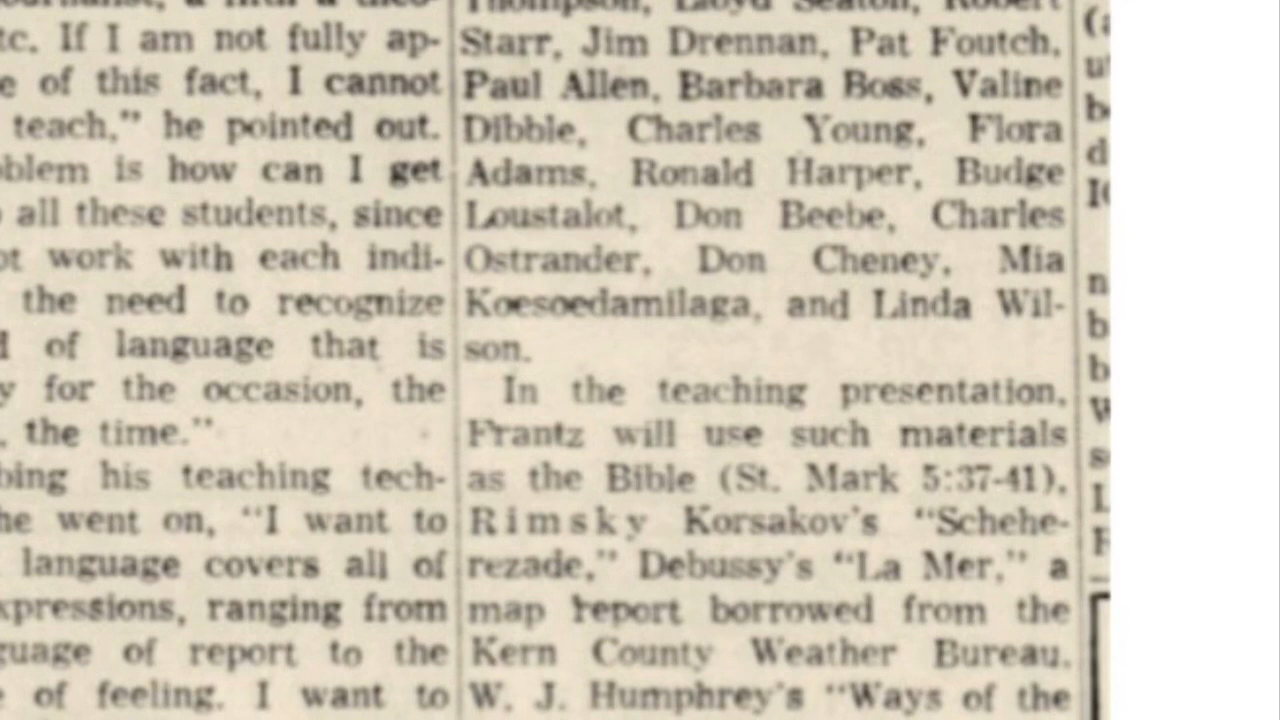 tc. If I am not fully ap-
e of this fact, I cannot
teach," he pointed out.
blem is how can I get
all these students, since
ot work with each indi-
the need to recognize
of language that is
y for the occasion, the
the time."
bing his teaching tech-
he went on, "I want to
language covers all of
xpressions, ranging from
guage of report to the
e of feeling. I want to
Thompson, Lloyd Seaton, Robert
Starr, Jim Drennan, Pat Foutch,
Paul Allen, Barbara Boss, Valine
Dibble, Charles Young, Flora
Adams, Ronald Harper, Budge
Loustalot, Don Beebe, Charles
Ostrander, Don Cheney, Mia
Koesoedamilaga, and Linda Wil-
son.
In the teaching presentation,
Frantz will use such materials
as the Bible (St. Mark 5:37-41),
Rimsky Korsakov's "Schehe-
rezade," Debussy's "La Mer," a
map report borrowed from the
Kern County Weather Bureau,
W. J. Humphrey's "Ways of the